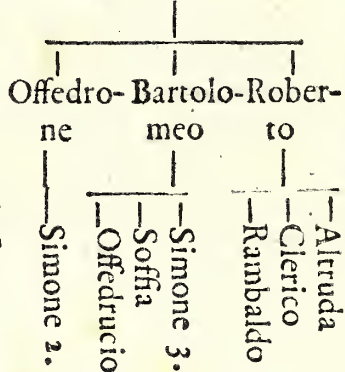 Offedro- Bartolo- Rober-
ne meo to
Simone 2.
Offedrucio
Soffia
Simone 3.
Rambaldo
Clerico
Altruda